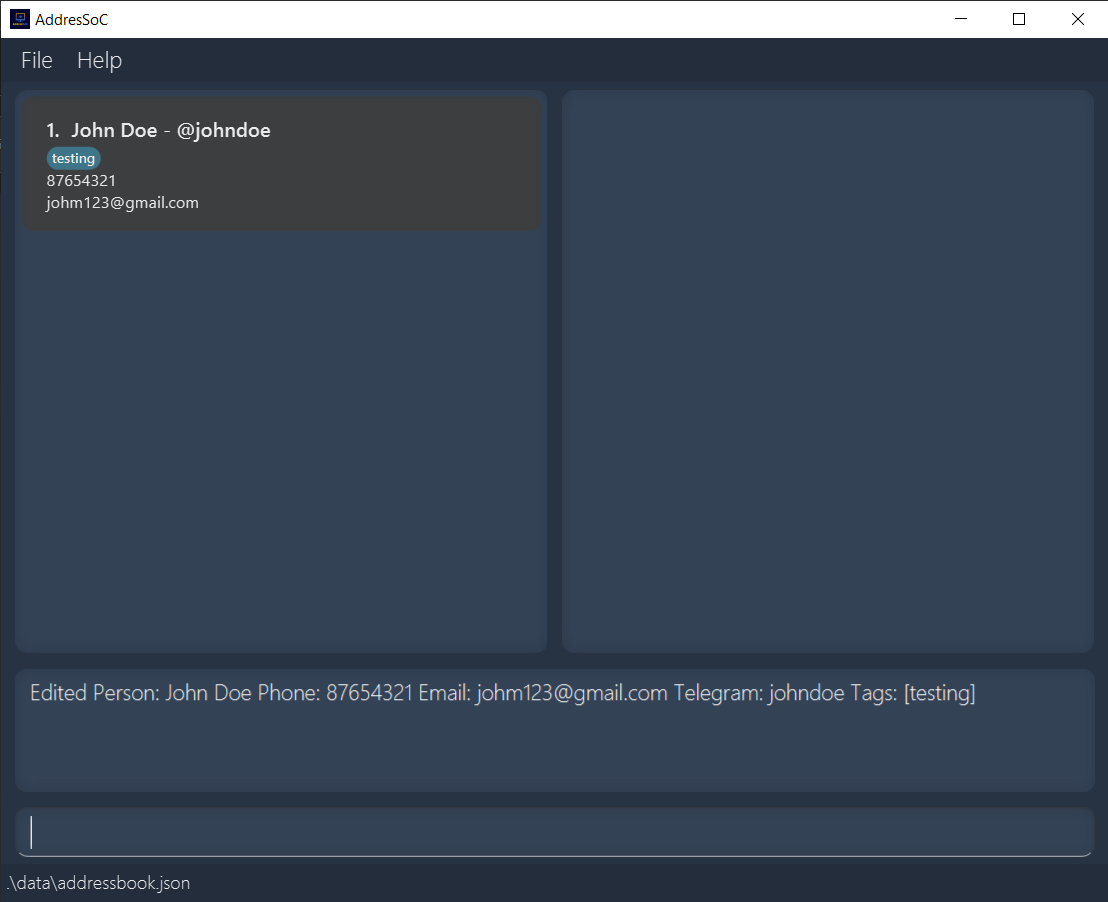 AddresSoC
File Help
1. John Doe - @johndoe
testing
87654321
johm123@gmail.com
Edited Person: John Doe Phone: 87654321 Email: johm123@gmail.com Telegram: johndoe Tags: [testing]
.\data\addressbook.json